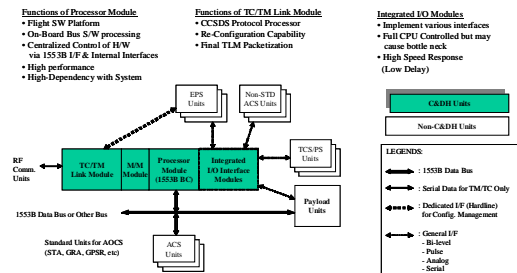 Functions of Processor Module
• Flight SW Platform
• On-Board Bus S/W processing
• Centralized Control of H/W
via 1553B I/F & Internal Interfaces
• High performance
• High-Dependency with System
Functions of TC/TM Link Module
• CCSDS Protocol Processor
• Re-Configuration Capability
• Final TLM Packetization
Integrated I/O Modules
• Implement various interfaces
• Full CPU Controlled but may
cause bottle neck
• High Speed Response
(Low Delay)
EPS
Units
Non-STD
ACS Units
C&DH Units
Non-C&DH Units
RF
Comm.
Units
TC/TM
Link Module
M/M
Module
Processor
Module
(1553B BC)
Integrated
I/O Interface
Modules
TCS/PS
Units
Payload
Units
1553B Data Bus or Other Bus
Standard Units for AOCS
(STA, GRA, GPSR, etc)
ACS
Units
LEGENDS:
: 1553B Data Bus
: Serial Data for TM/TC Only
: Dedicated I/F (Hardline)
for Config. Management
: General I/F
- Bi-level
- Pulse
- Analog
- Serial